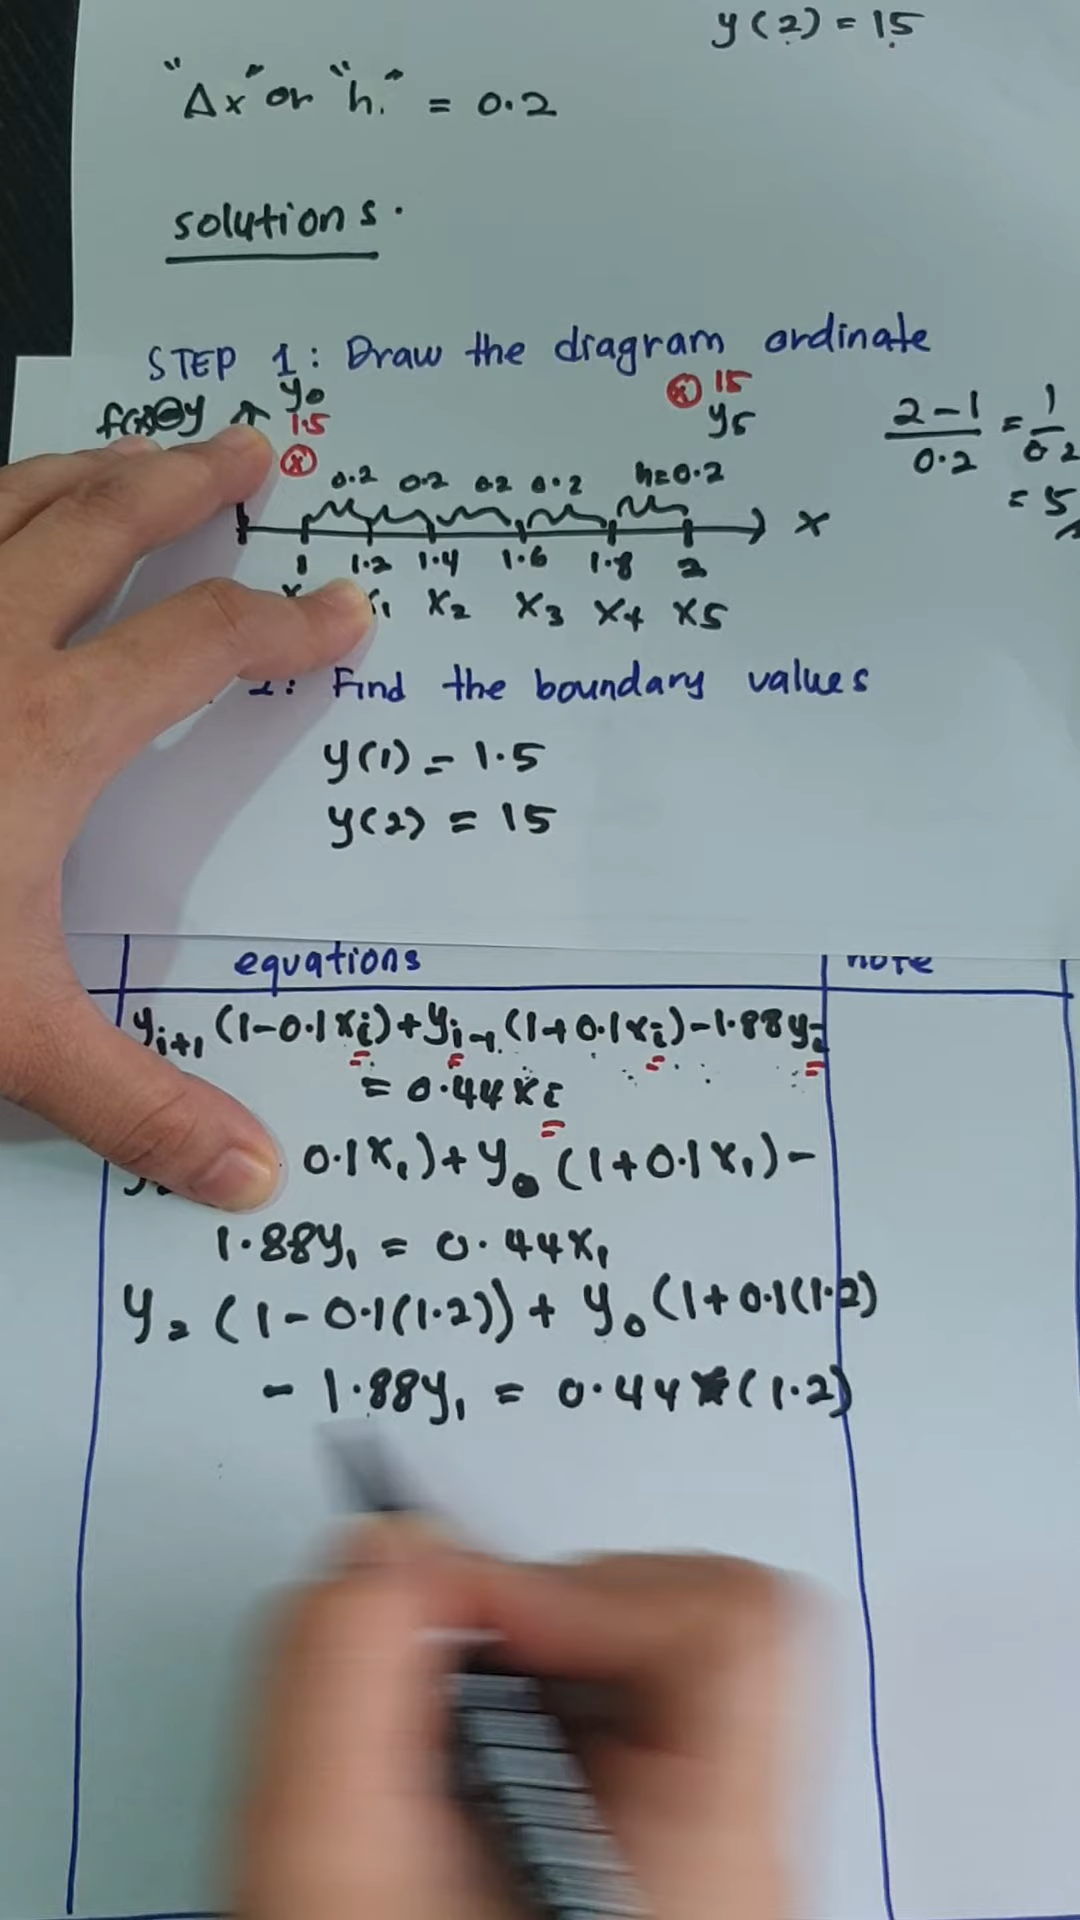 y(2) = 15
"Δx" or "h." = 0.2
solutions.
STEP 1: Draw the diagram ordinate
y0
1.5
x 15
y5
x
2-1/0.2 = 1/0.2
= 5
0.2 0.2 0.2 0.2 h=0.2
x
1 1.2 1.4 1.6 1.8 2
x1 x2 x3 x4 x5
2: Find the boundary values
y(1) = 1.5
y(2) = 15
equations note
yi+1 (1-0.1xi)+yi-1 (1+0.1xi)-1.88yi
= 0.44xi
0.1x1)+y0 (1+0.1x1)-
1.88y1 = 0.44x1
y2 (1-0.1(1.2))+ y0 (1+0.1(1.2)
- 1.88y1 = 0.44 (1.2)